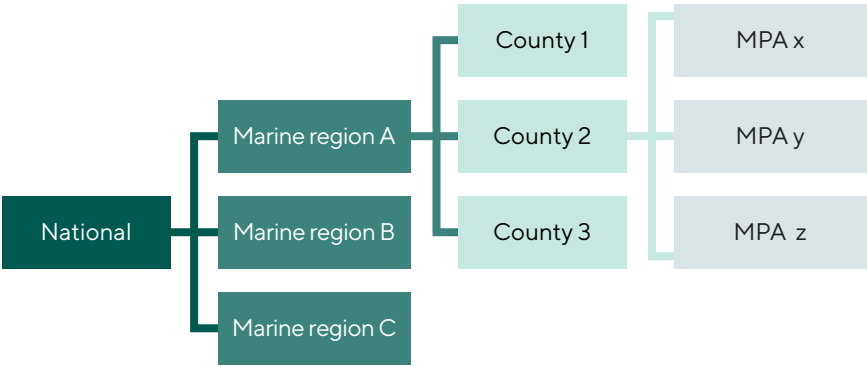 National
Marine region A
Marine region B
Marine region C
County 1
County 2
County 3
MPA x
MPA y
MPA z